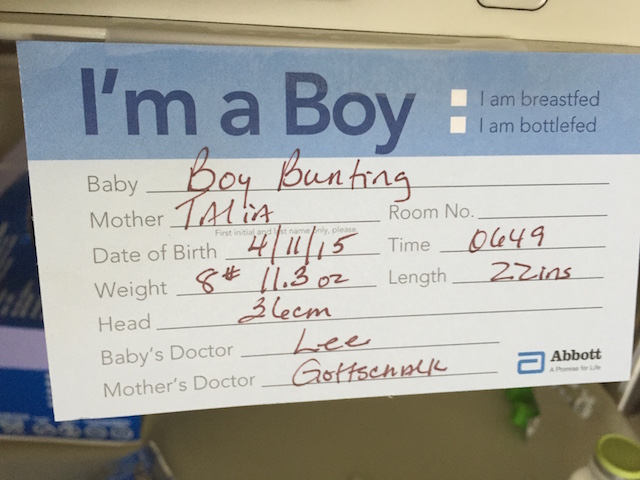 I'm a Boy
I am breastfed
I am bottlefed
Baby Boy Bunting
Mother TALIA Room No.
First initial and last name only, please.
Date of Birth 4/11/15 Time 0649
Weight 8# 11.3 oz Length 22ins
Head 36cm
Baby's Doctor Lee
Mother's Doctor Gottschalk
Abbott
A Promise for Life